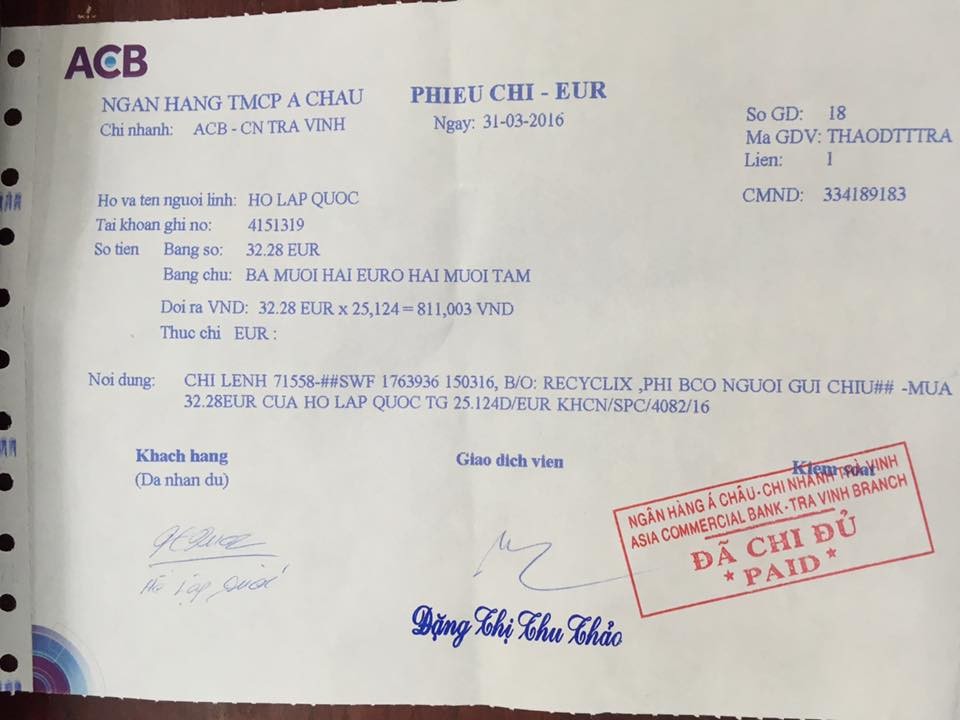 ACB
NGAN HANG TMCP A CHAU
PHIEU CHI - EUR
Chi nhanh: ACB - CN TRA VINH
Ngay: 31-03-2016
So GD: 18
Ma GDV: THAODTTTRA
Lien: 1
CMND: 334189183
Ho va ten nguoi linh: HO LAP QUOC
Tai khoan ghi no: 4151319
So tien Bang so: 32.28 EUR
Bang chu: BA MUOI HAI EURO HAI MUOI TAM
Doi ra VND: 32.28 EUR x 25,124 = 811,003 VND
Thuc chi EUR :
Noi dung: CHI LENH 71558-##SWF 1763936 150316, B/O: RECYCLIX ,PHI BCO NGUOI GUI CHIU## -MUA
32.28EUR CUA HO LAP QUOC TG 25.124D/EUR KHCN/SPC/4082/16
Khach hang
(Da nhan du)
Giao dich vien
Kiem soat
NGÂN HÀNG Á CHÂU - CHI NHÁNH TRÀ VINH
ASIA COMMERCIAL BANK - TRA VINH BRANCH
ĐÃ CHI ĐỦ
* PAID *
Hồ Lập Quốc
Đặng Thị Thu Thảo